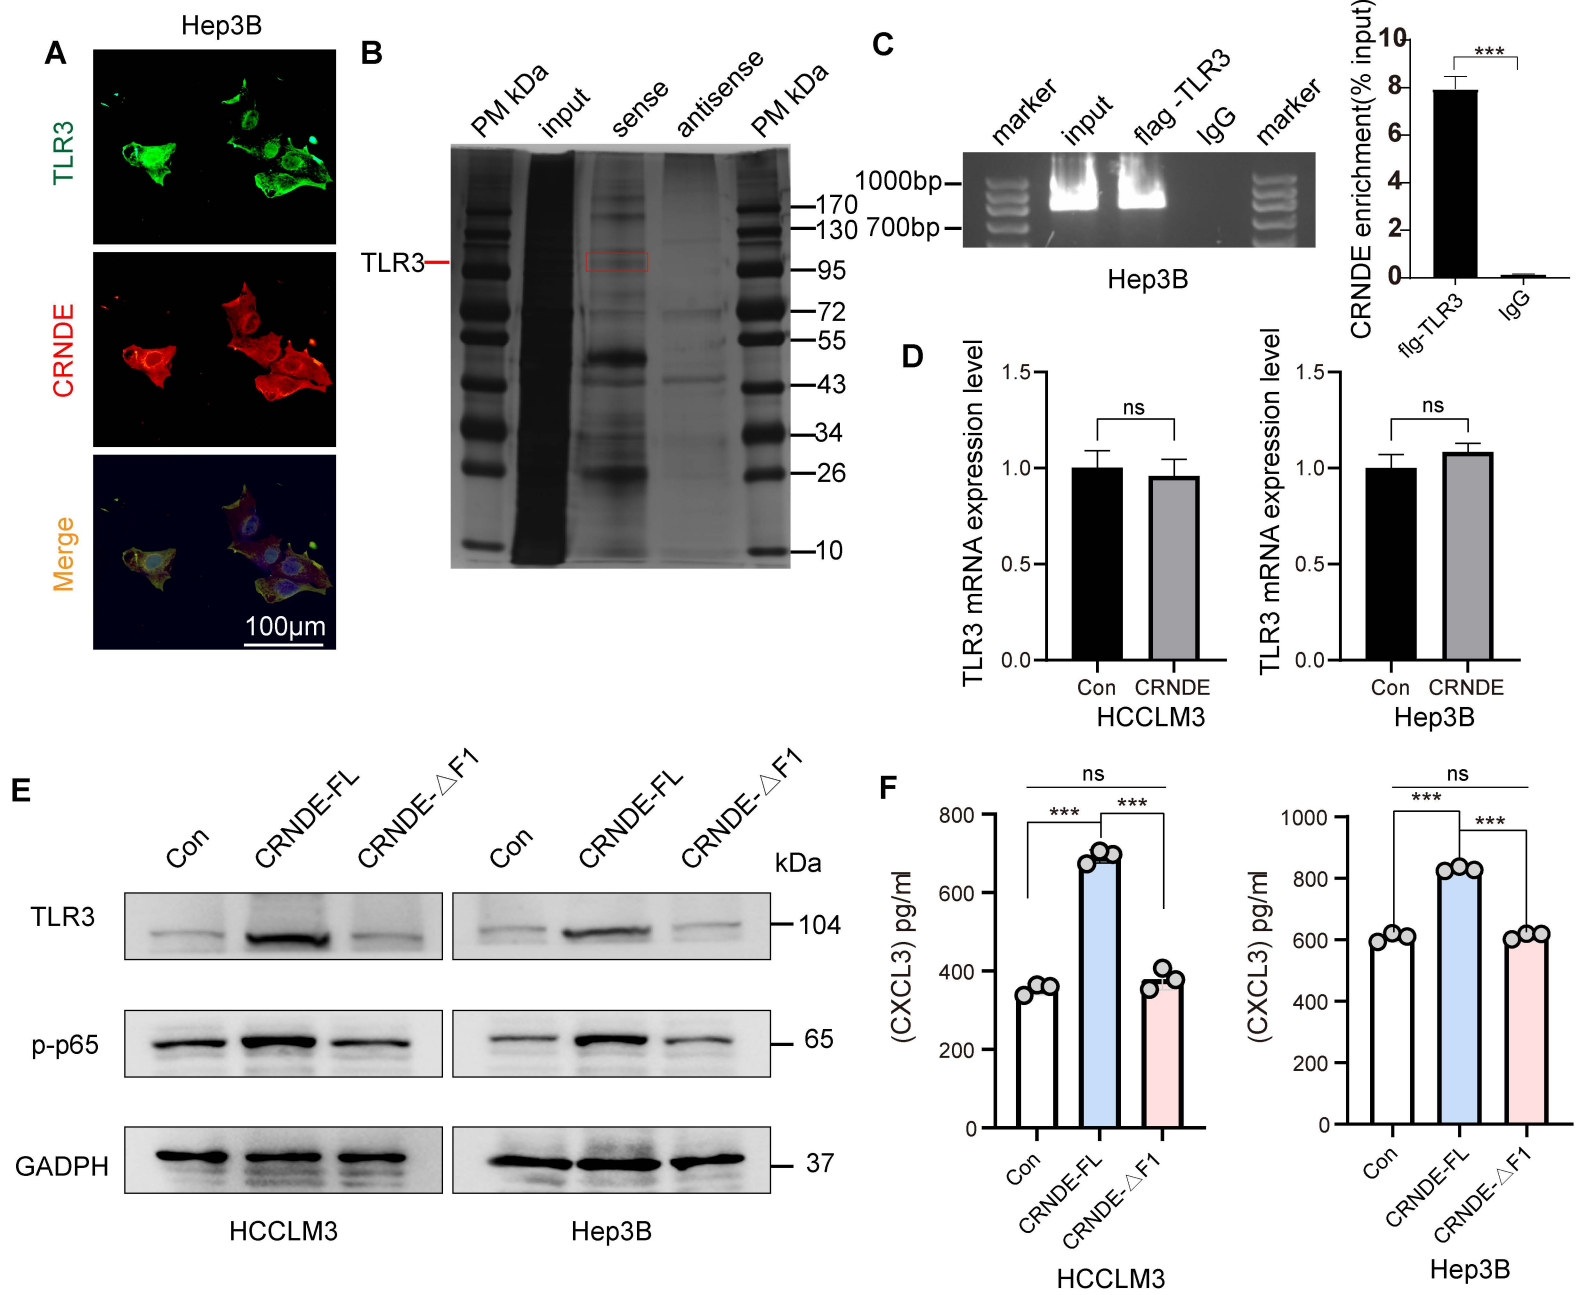 A
Hep3B
TLR3
CRNDE
Merge
100μm
B
PM kDa
input
sense
antisense
PM kDa
TLR3
170
130
95
72
55
43
34
26
10
C
marker
input
flag -TLR3
IgG
marker
1000bp
700bp
Hep3B
CRNDE enrichment(% input)
10
8
6
4
2
0
***
flg-TLR3
IgG
D
TLR3 mRNA expression level
1.5
1.0
0.5
0.0
ns
Con
CRNDE
HCCLM3
TLR3 mRNA expression level
1.5
1.0
0.5
0.0
ns
Con
CRNDE
Hep3B
E
Con
CRNDE-FL
CRNDE-△F1
Con
CRNDE-FL
CRNDE-△F1
kDa
TLR3
104
p-p65
65
GADPH
37
HCCLM3
Hep3B
F
(CXCL3) pg/ml
800
600
400
200
0
ns
***
***
Con
CRNDE-FL
CRNDE-△F1
HCCLM3
(CXCL3) pg/ml
1000
800
600
400
200
0
ns
***
***
Con
CRNDE-FL
CRNDE-△F1
Hep3B